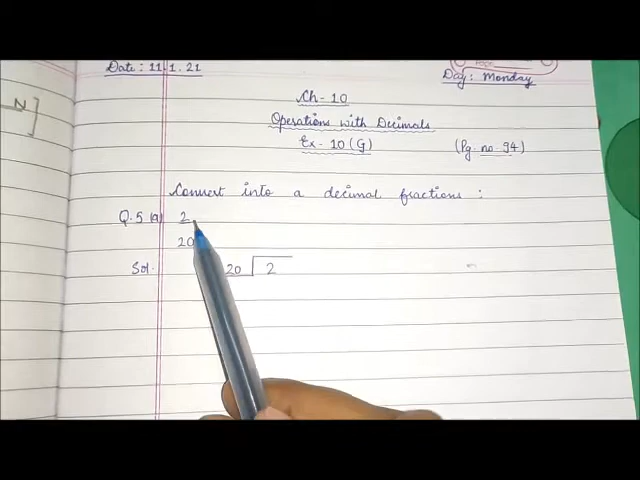 Date: 11.1.21
Day: Monday
Ch-10
Operations with Decimals
Ex-10(G) (Pg. no. 94)
Convert into a decimal fractions :
Q.5 (a) 2
20
Sol. 20 2
N